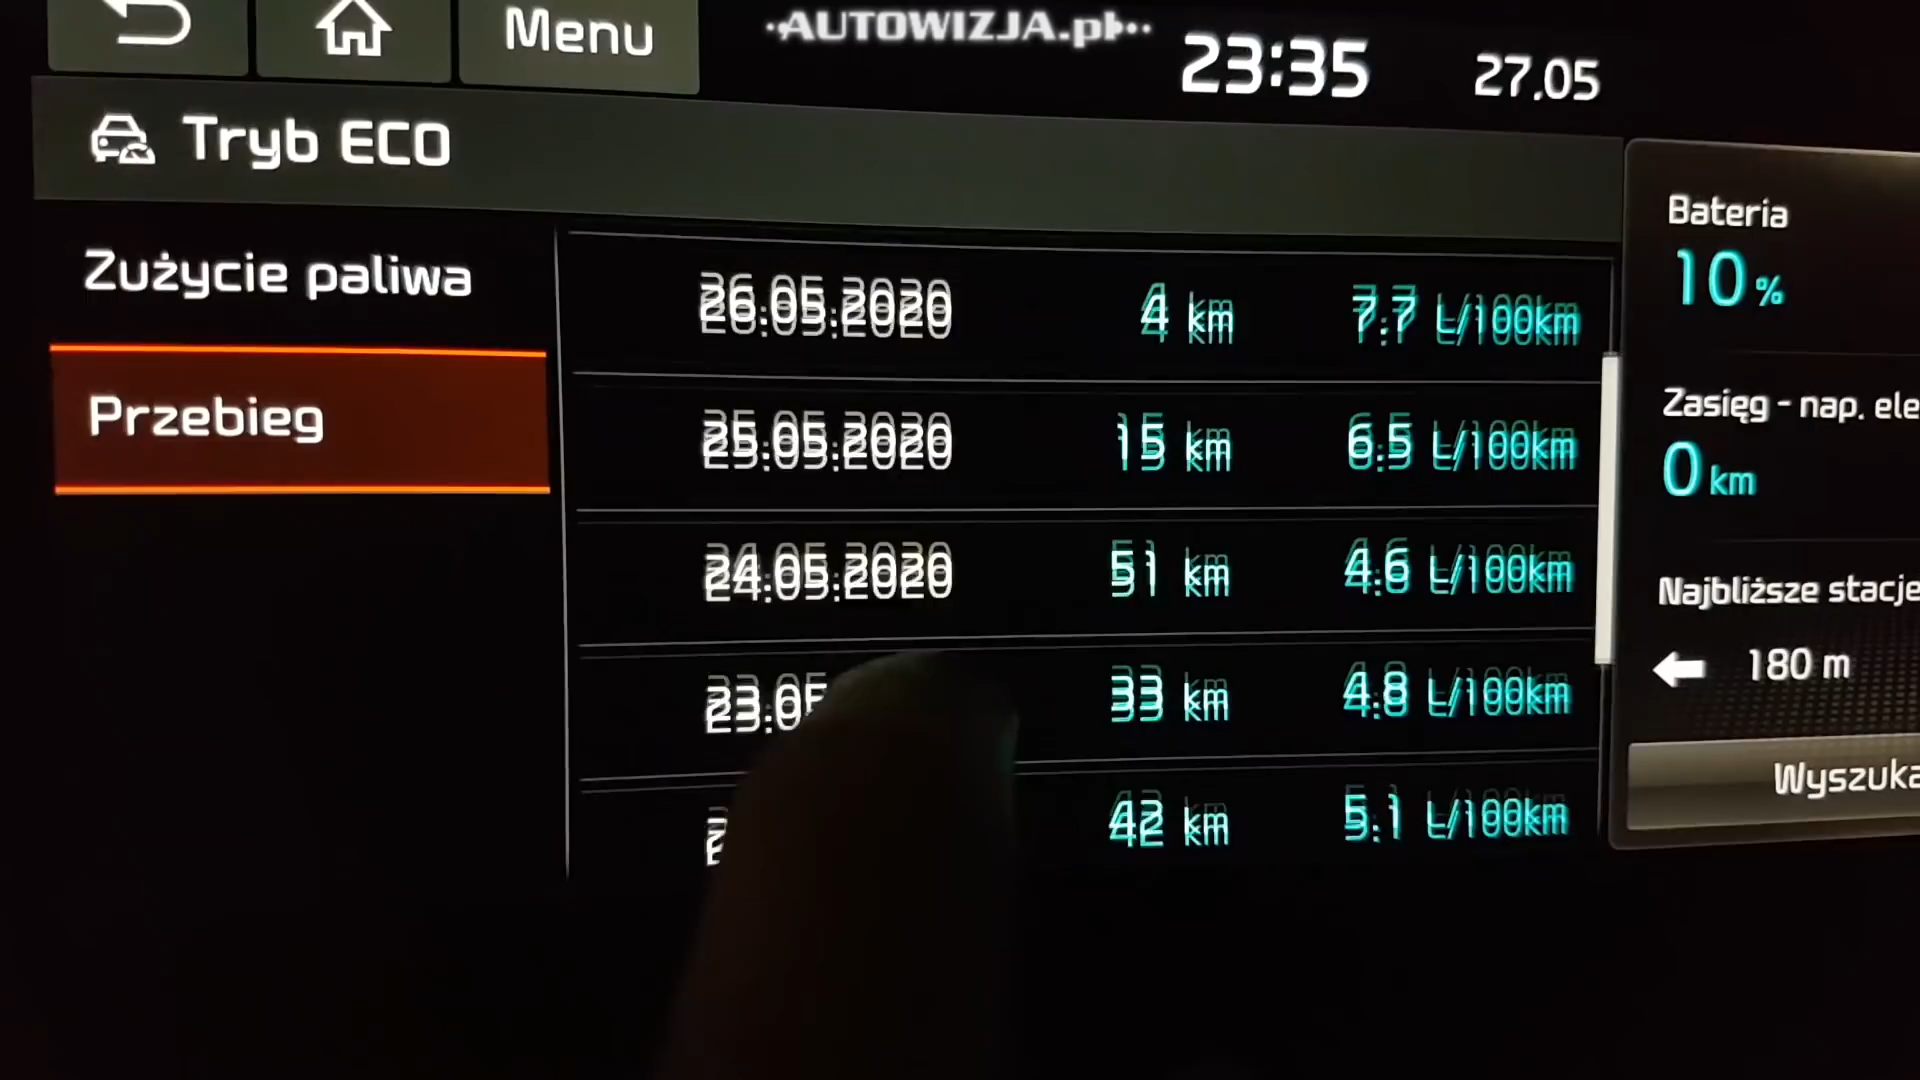 Menu
AUTOWIZJA.pl
23:35
27.05
Tryb ECO
Zużycie paliwa
Przebieg
26.05.2020 4 km 7.7 L/100km
25.05.2020 15 km 6.5 L/100km
24.05.2020 51 km 4.6 L/100km
23.05 33 km 4.8 L/100km
2 42 km 5.1 L/100km
Bateria
10 %
Zasięg - nap. ele
0 km
Najbliższe stacje
180 m
Wyszuka